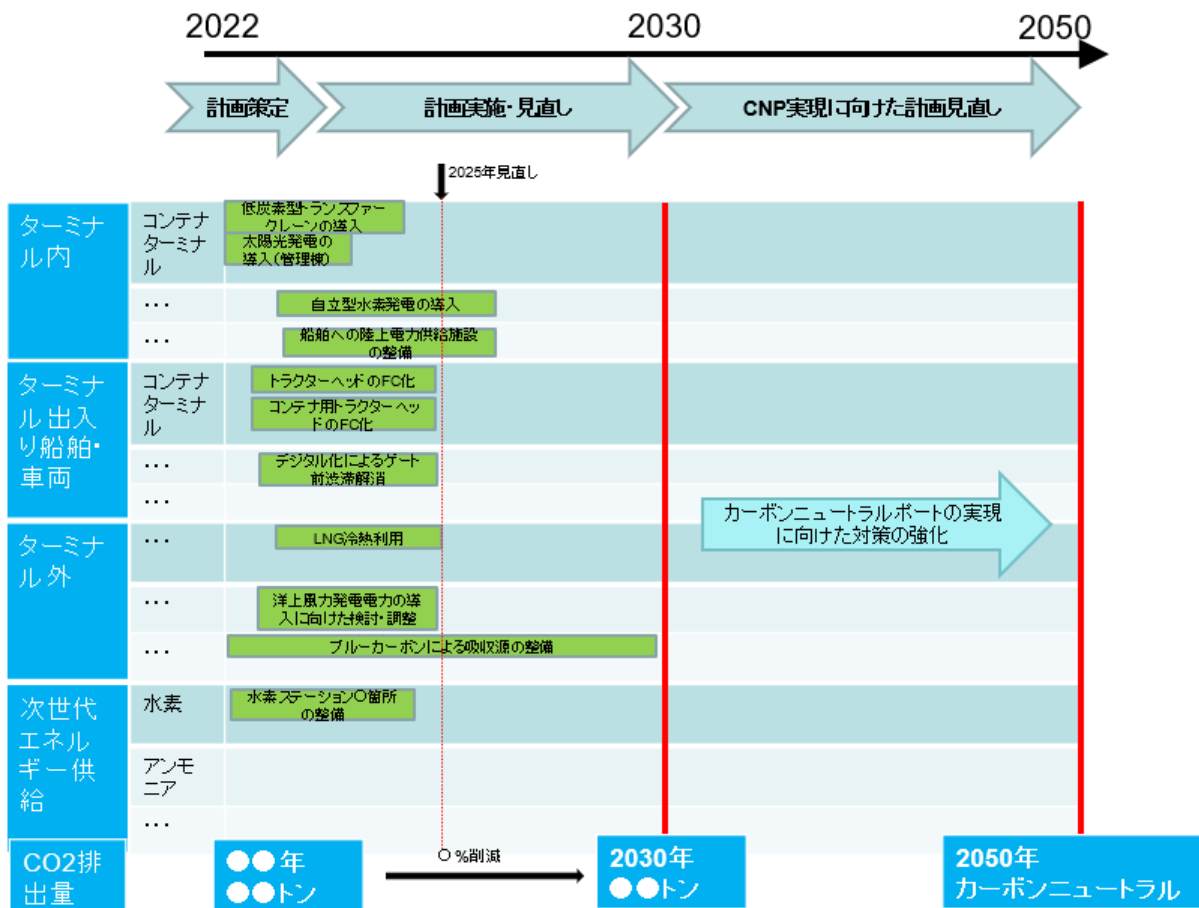 2022
2030
2050
計画策定
計画実施・見直し
CNP実現に向けた計画見直し
2025年見直し
ターミナ
ル内
コンテナ
ターミナ
ル
低炭素型トランスファー
クレーンの導入
太陽光発電の
導入(管理棟)
…
自立型水素発電の導入
…
船舶への陸上電力供給施設
の整備
ターミナ
ル出入
り船舶・
車両
コンテナ
ターミナ
ル
トラクターヘッドのFC化
コンテナ用トラクターヘッ
ドのFC化
…
デジタル化によるゲート
前渋滞解消
…
カーボンニュートラルポートの実現
に向けた対策の強化
ターミナ
ル外
…
LNG冷熱利用
…
洋上風力発電電力の導
入に向けた検討・調整
…
ブルーカーボンによる吸収源の整備
次世代
エネル
ギー供
給
水素
水素ステーション〇箇所
の整備
アンモ
ニア
…
CO2排
出量
●●年
●●トン
〇%削減
2030年
●●トン
2050年
カーボンニュートラル